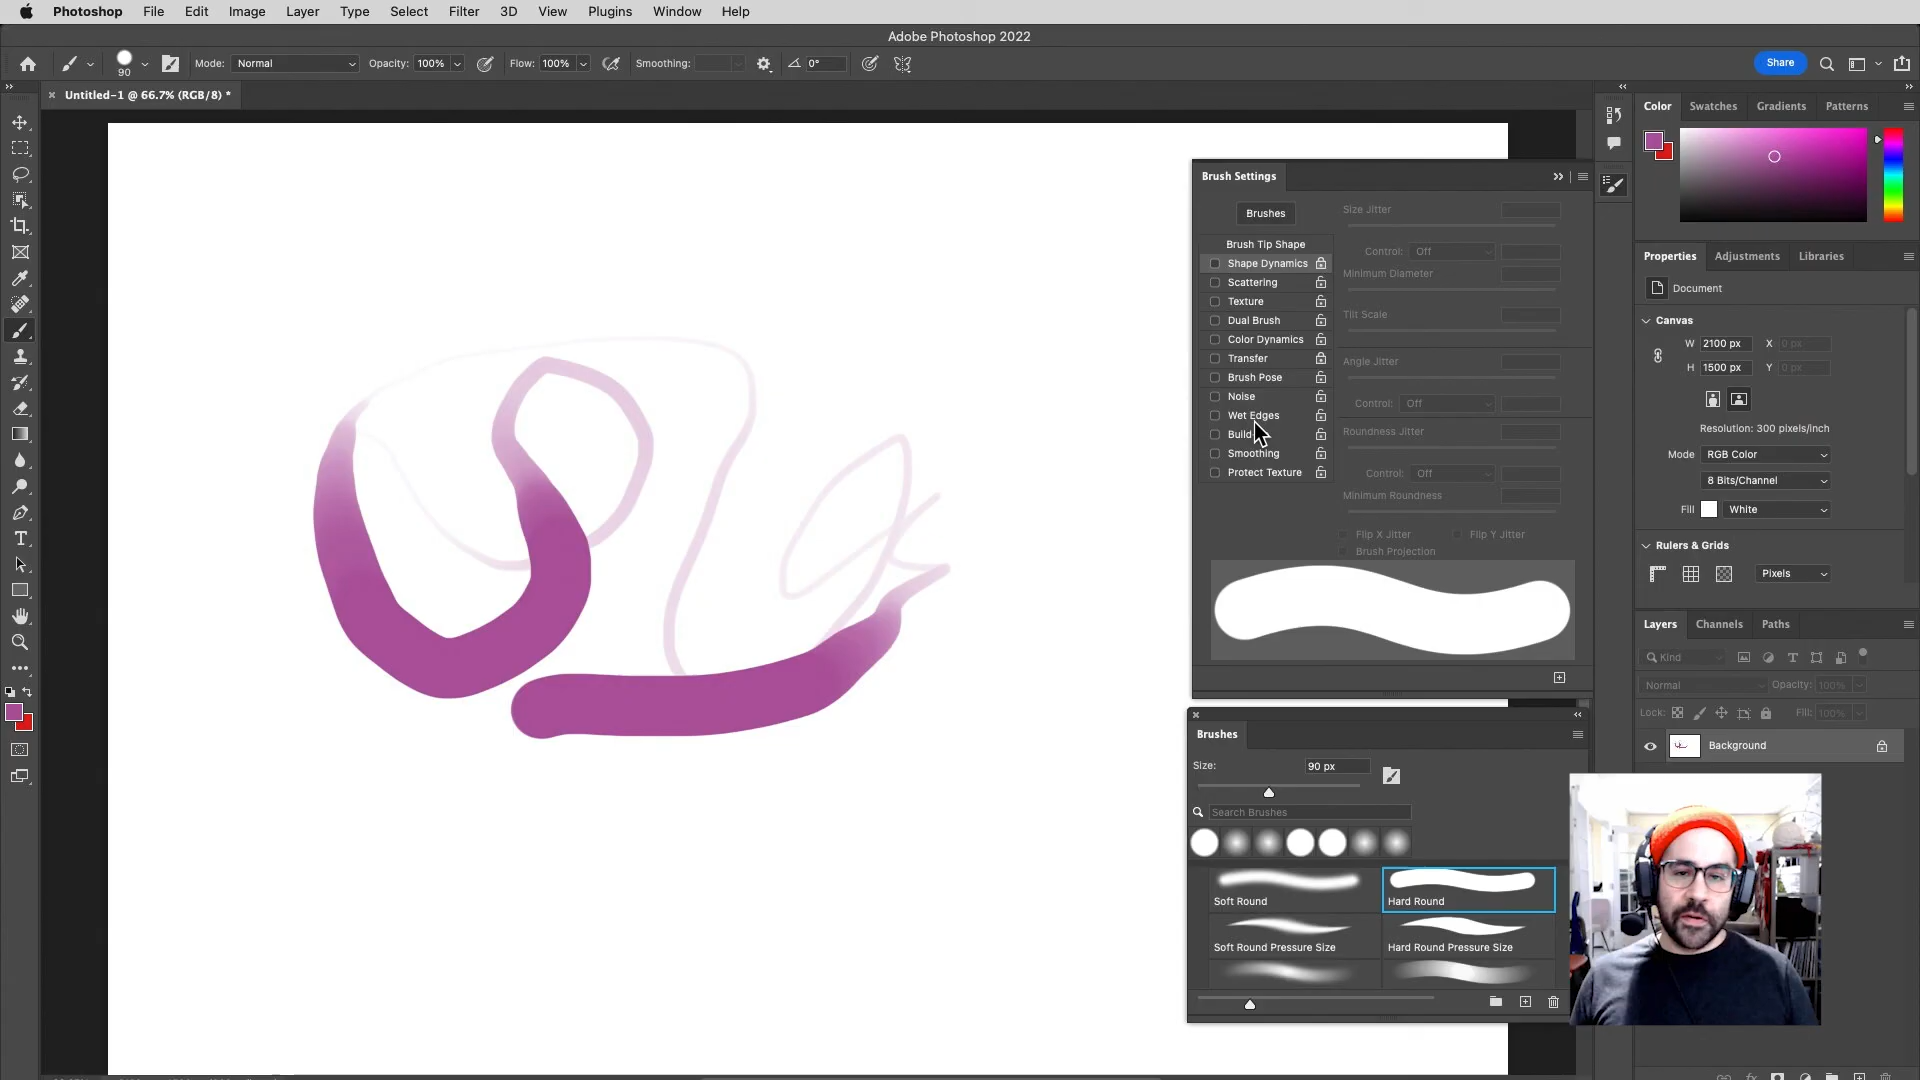 Photoshop File Edit Image Layer Type Select Filter 3D View Plugins Window Help
Adobe Photoshop 2022
90 Mode: Normal Opacity: 100% Flow: 100% Smoothing: 0° Share
Untitled-1 @ 66.7% (RGB/8) *
Color Swatches Gradients Patterns
Brush Settings
Brushes
Brush Tip Shape
Shape Dynamics
Scattering
Texture
Dual Brush
Color Dynamics
Transfer
Brush Pose
Noise
Wet Edges
Build
Smoothing
Protect Texture
Size Jitter
Control: Off
Minimum Diameter
Tilt Scale
Angle Jitter
Control: Off
Roundness Jitter
Control: Off
Minimum Roundness
Flip X Jitter Flip Y Jitter
Brush Projection
Properties Adjustments Libraries
Document
Canvas
W 2100 px X 0 px
H 1500 px Y 0 px
Resolution: 300 pixels/inch
Mode RGB Color
8 Bits/Channel
Fill White
Rulers & Grids
Pixels
Layers Channels Paths
Kind
Normal Opacity: 100%
Lock: Fill: 100%
Background
Brushes
Size: 90 px
Search Brushes
Soft Round Hard Round
Soft Round Pressure Size Hard Round Pressure Size